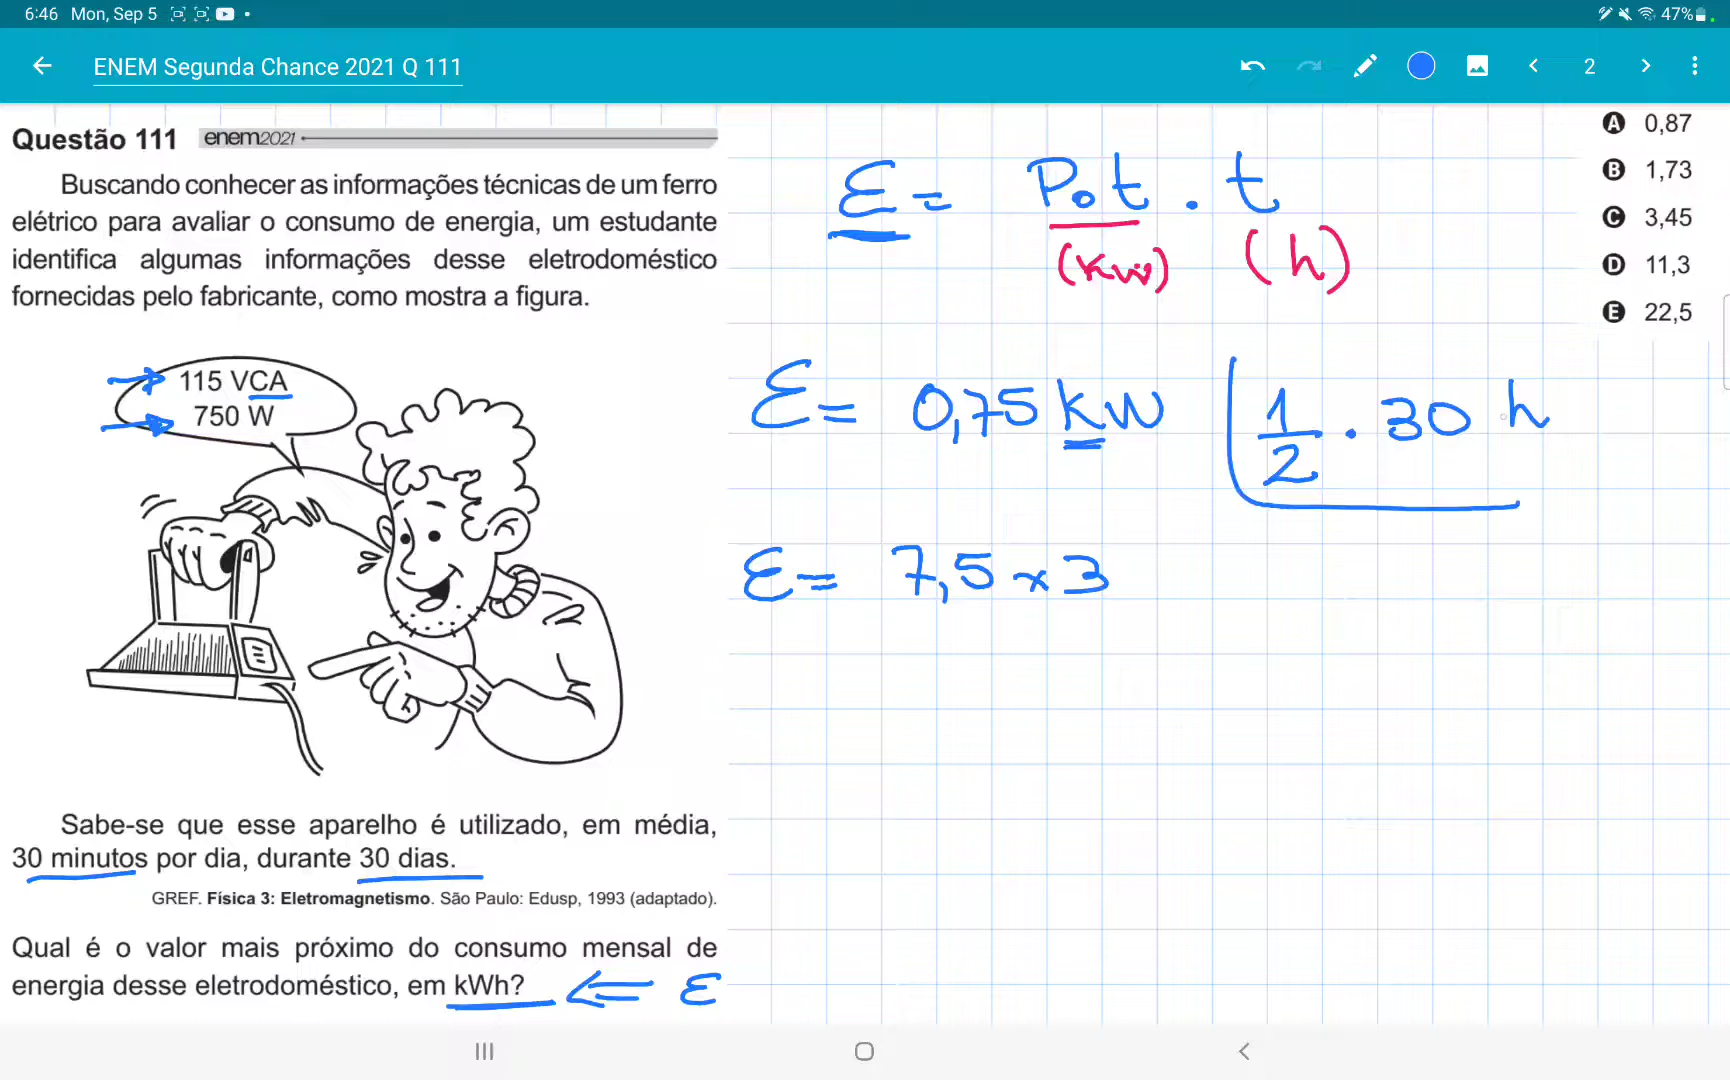 6:46 Mon, Sep 5
47%
ENEM Segunda Chance 2021 Q 111
2
Questão 111 enem2021
Buscando conhecer as informações técnicas de um ferro
elétrico para avaliar o consumo de energia, um estudante
identifica algumas informações desse eletrodoméstico
fornecidas pelo fabricante, como mostra a figura.
115 VCA
750 W
Sabe-se que esse aparelho é utilizado, em média,
30 minutos por dia, durante 30 dias.
GREF. Física 3: Eletromagnetismo. São Paulo: Edusp, 1993 (adaptado).
Qual é o valor mais próximo do consumo mensal de
energia desse eletrodoméstico, em kWh? ⇐ Ɛ
Ɛ = Pot . t
(kW) (h)
Ɛ = 0,75 kW 1/2 . 30 h
Ɛ = 7,5 x 3
A 0,87
B 1,73
C 3,45
D 11,3
E 22,5